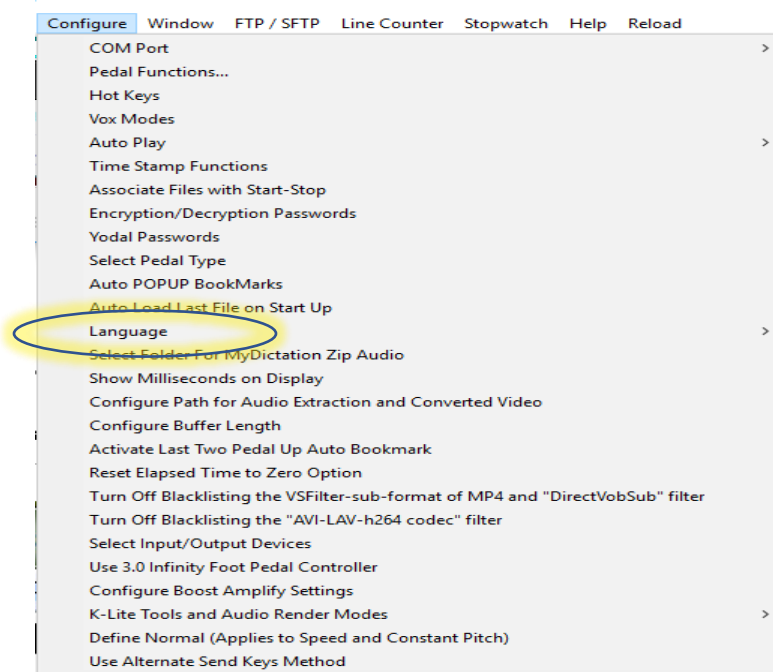 Configure Window FTP / SFTP Line Counter Stopwatch Help Reload
COM Port >
Pedal Functions...
Hot Keys
Vox Modes
Auto Play >
Time Stamp Functions
Associate Files with Start-Stop
Encryption/Decryption Passwords
Yodal Passwords
Select Pedal Type
Auto POPUP BookMarks
Auto Load Last File on Start Up
Language >
Select Folder For MyDictation Zip Audio
Show Milliseconds on Display
Configure Path for Audio Extraction and Converted Video
Configure Buffer Length
Activate Last Two Pedal Up Auto Bookmark
Reset Elapsed Time to Zero Option
Turn Off Blacklisting the VSFilter-sub-format of MP4 and "DirectVobSub" filter
Turn Off Blacklisting the "AVI-LAV-h264 codec" filter
Select Input/Output Devices
Use 3.0 Infinity Foot Pedal Controller
Configure Boost Amplify Settings
K-Lite Tools and Audio Render Modes >
Define Normal (Applies to Speed and Constant Pitch)
Use Alternate Send Keys Method